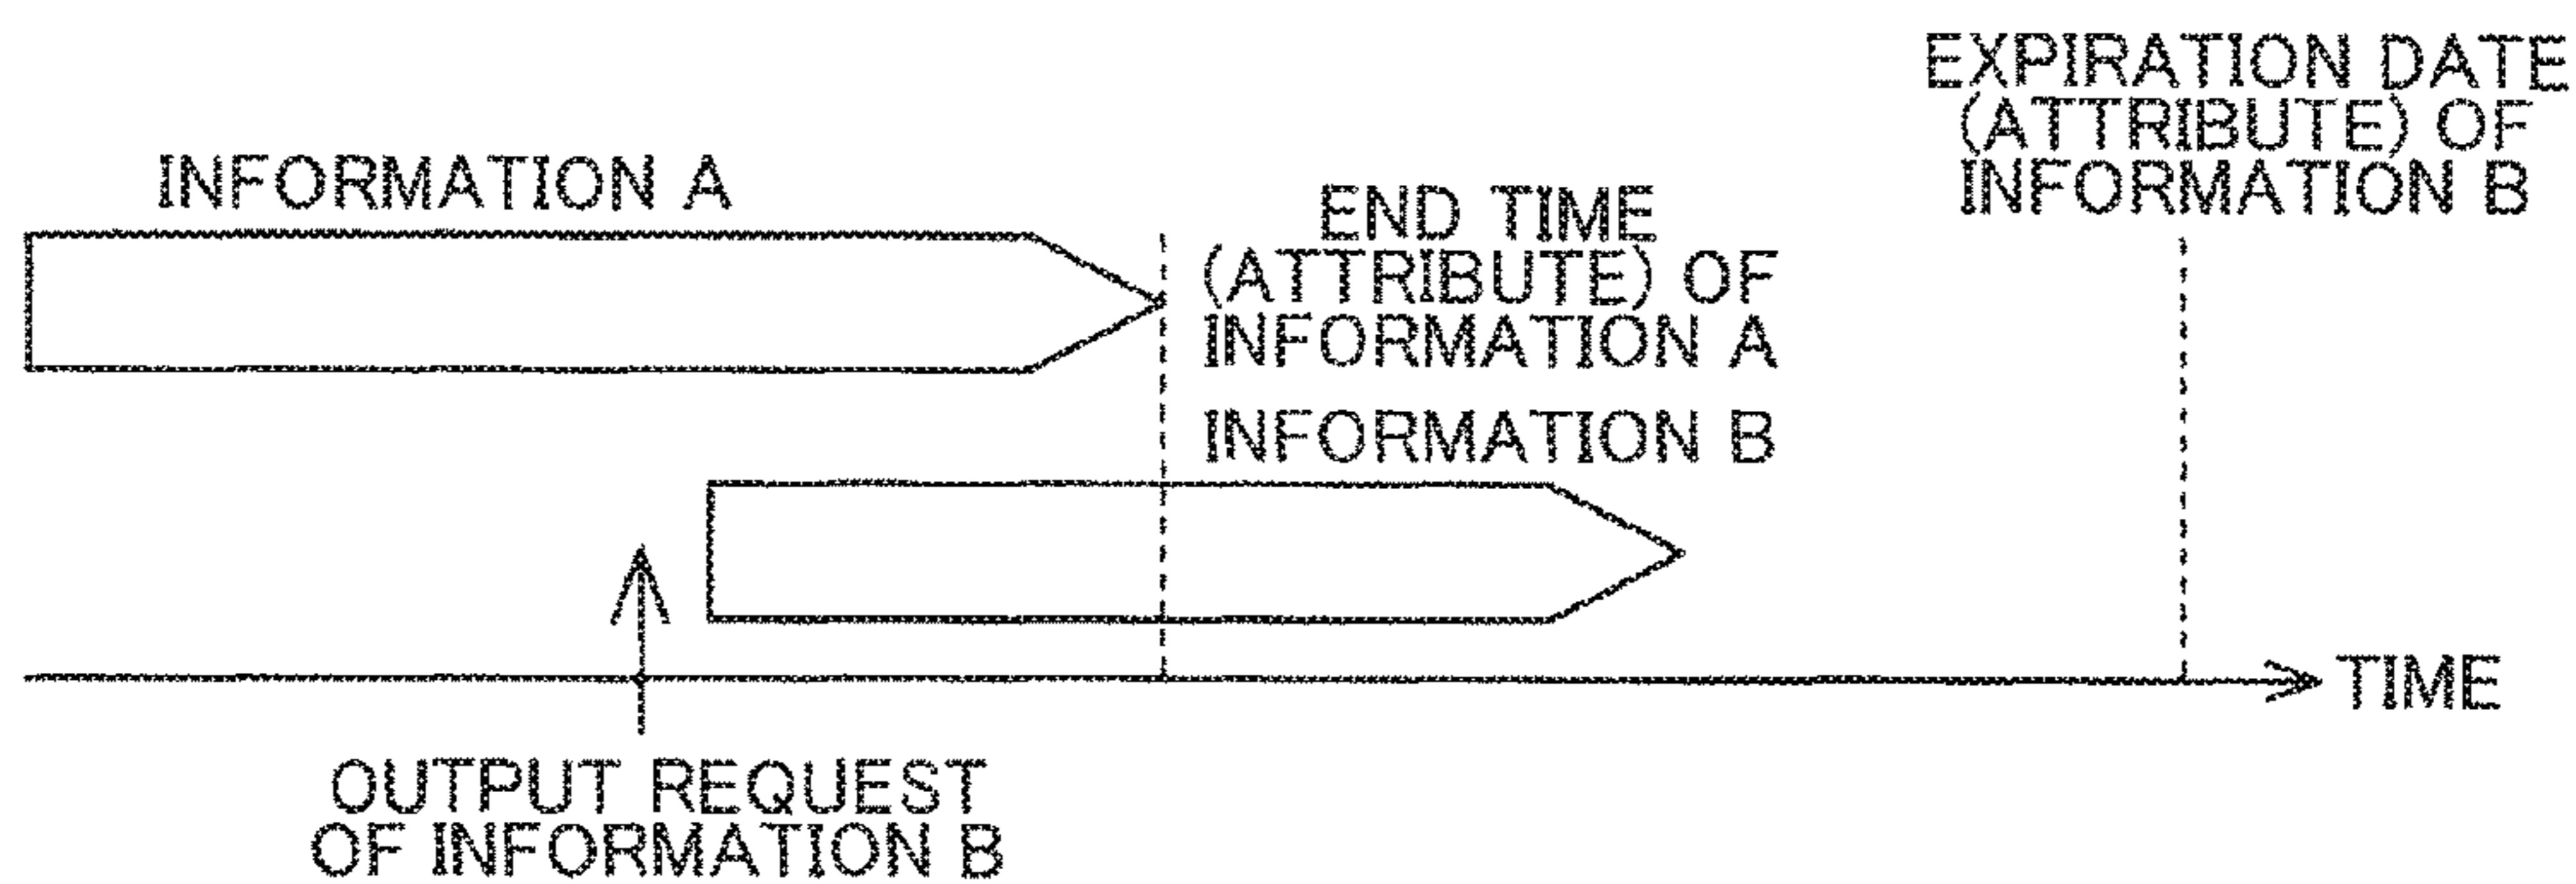 EXPIRATION DATE
(ATTRIBUTE) OF
INFORMATION B
INFORMATION A
END TIME
(ATTRIBUTE) OF
INFORMATION A
INFORMATION B
TIME
OUTPUT REQUEST
OF INFORMATION B